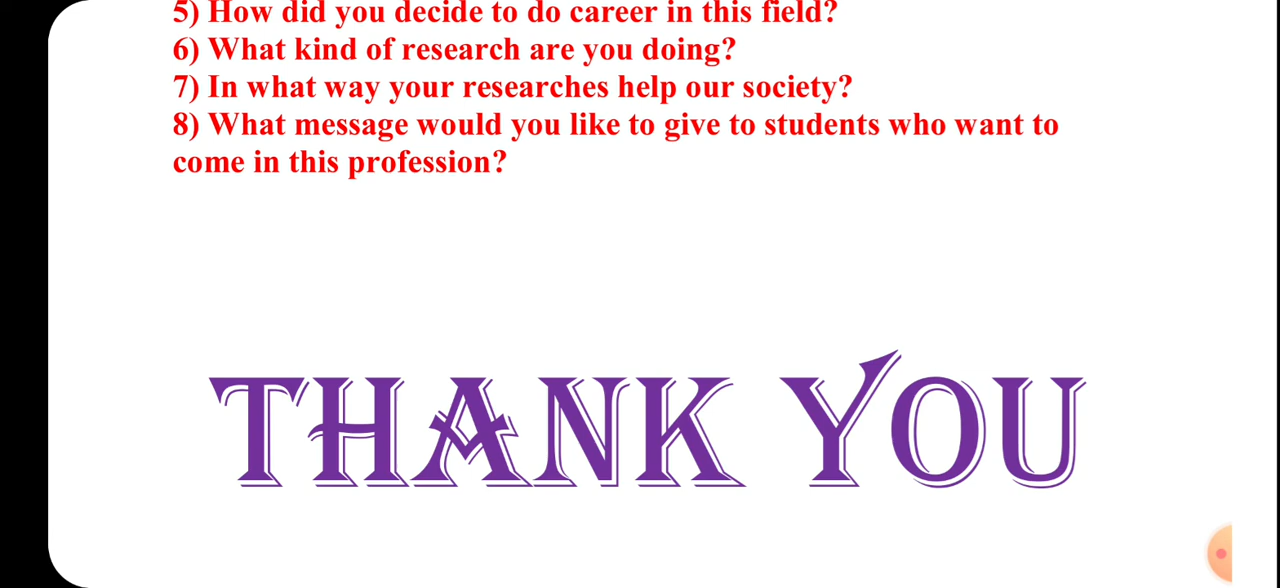 5) How did you decide to do career in this field?
6) What kind of research are you doing?
7) In what way your researches help our society?
8) What message would you like to give to students who want to
come in this profession?
THANK YOU